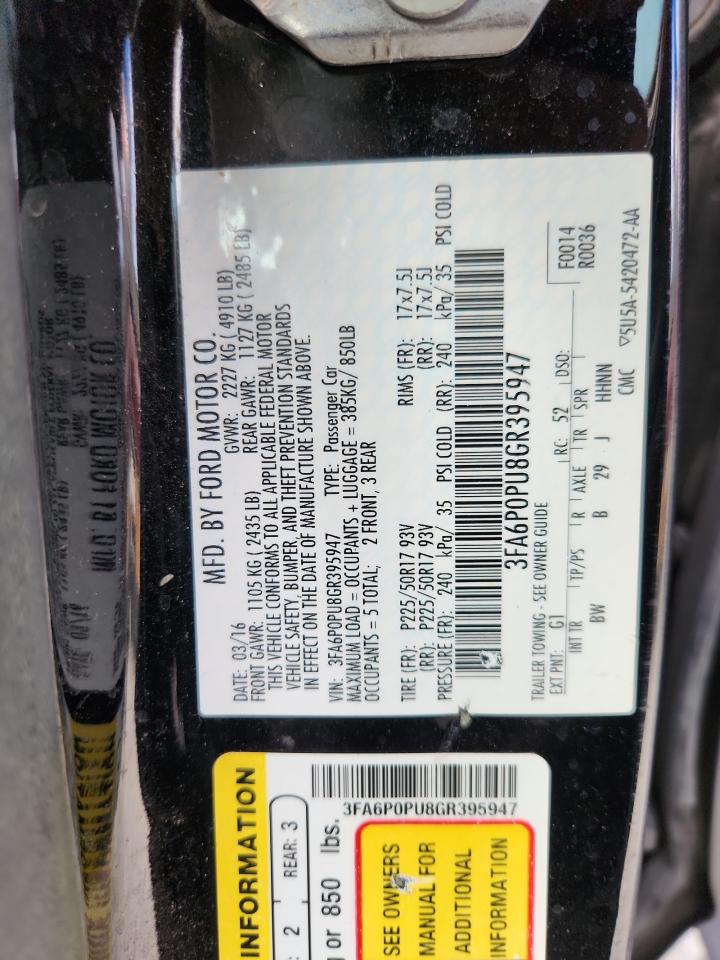 MFD. BY FORD MOTOR CO.
DATE: 03/16 GVWR: 2227 KG ( 4910 LB)
FRONT GAWR: 1105 KG ( 2435 LB) REAR GAWR: 1127 KG ( 2485 LB)
THIS VEHICLE CONFORMS TO ALL APPLICABLE FEDERAL MOTOR
VEHICLE SAFETY, BUMPER, AND THEFT PREVENTION STANDARDS
IN EFFECT ON THE DATE OF MANUFACTURE SHOWN ABOVE.
VIN: 3FA6P0PU8GR395947 TYPE: Passenger Car
MAXIMUM LOAD = OCCUPANTS + LUGGAGE = 385KG/ 850LB
OCCUPANTS = 5 TOTAL; 2 FRONT, 3 REAR
TIRE (FR): P225/50R17 93V RIMS (FR): 17x7.5J
(RR): P225/50R17 93V (RR): 17x7.5J
PRESSURE (FR): 240 kPa/ 35 PSI COLD (RR): 240 kPa/ 35 PSI COLD
3FA6P0PU8GR395947
TRAILER TOWING - SEE OWNER GUIDE F0014
EXT PNT: G1 RC: 52 DSO: R0036
INT TR TP/PS R AXLE TR SPR
BW B 29 J HHNN
CMC ▽5U5A-5420472-AA
INFORMATION
: 2 REAR: 3
g or 850 lbs.
3FA6P0PU8GR395947
SEE OWNERS
MANUAL FOR
ADDITIONAL
INFORMATION